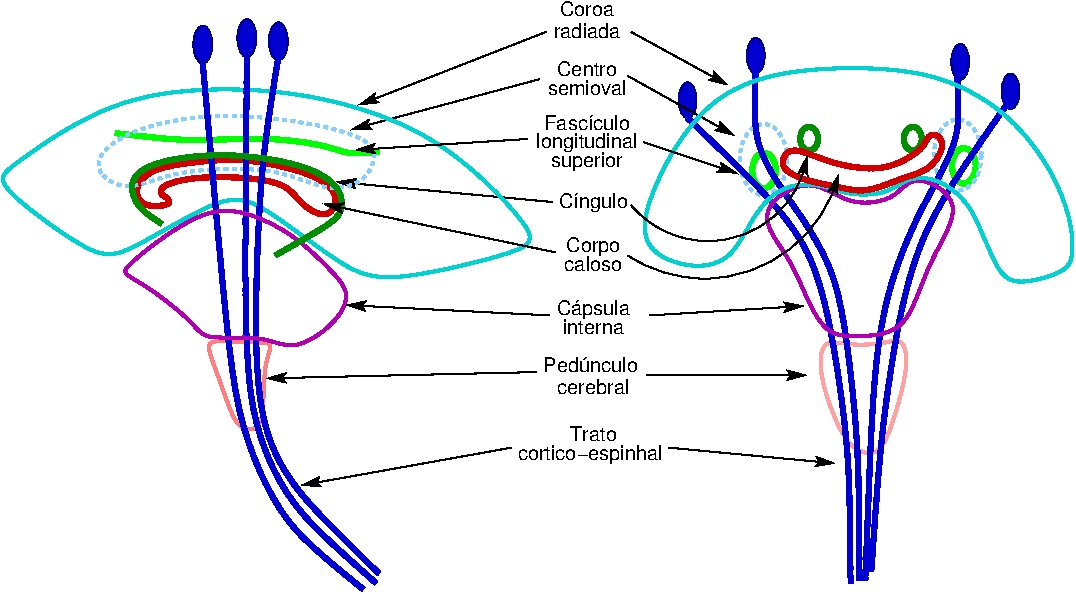 Coroa
radiada
Centro
semioval
Fascículo
longitudinal
superior
Cíngulo
Corpo
caloso
Cápsula
interna
Pedúnculo
cerebral
Trato
cortico−espinhal